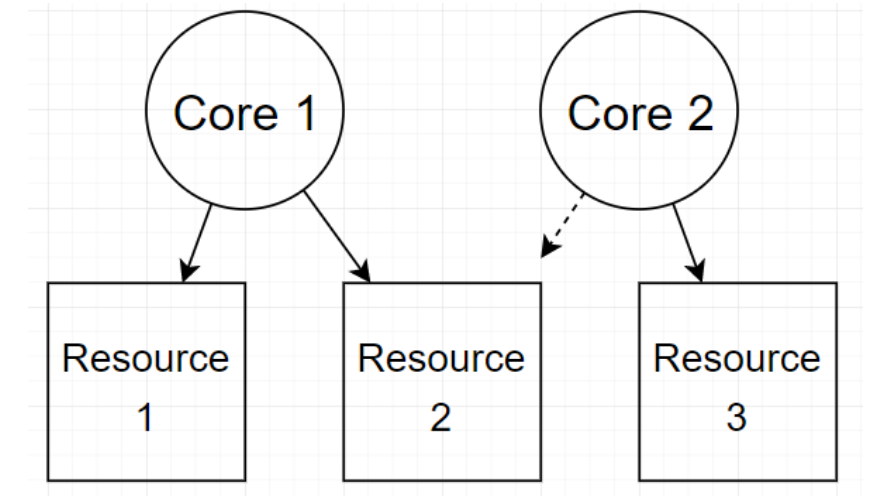 Core 1
Core 2
Resource
1
Resource
2
Resource
3